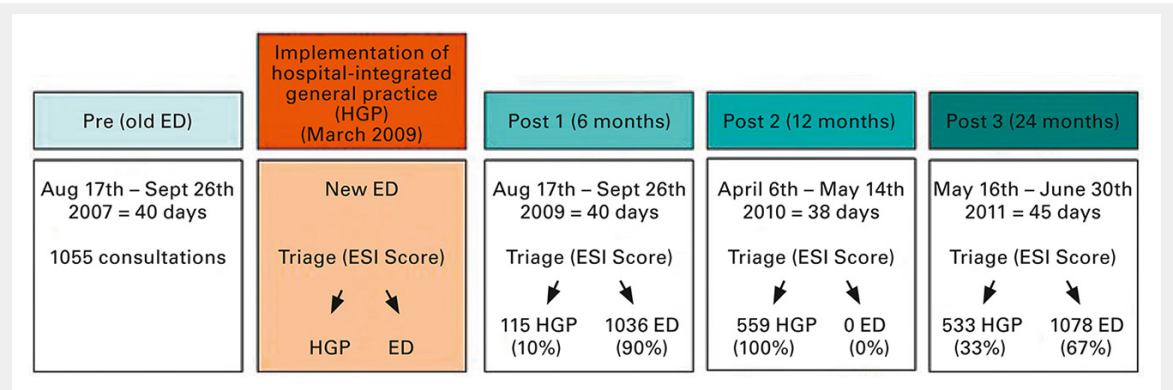 Pre (old ED)
Aug 17th – Sept 26th
2007 = 40 days
1055 consultations
Implementation of
hospital-integrated
general practice
(HGP)
(March 2009)
New ED
Triage (ESI Score)
HGP ED
Post 1 (6 months)
Aug 17th – Sept 26th
2009 = 40 days
Triage (ESI Score)
115 HGP 1036 ED
(10%) (90%)
Post 2 (12 months)
April 6th – May 14th
2010 = 38 days
Triage (ESI Score)
559 HGP 0 ED
(100%) (0%)
Post 3 (24 months)
May 16th – June 30th
2011 = 45 days
Triage (ESI Score)
533 HGP 1078 ED
(33%) (67%)